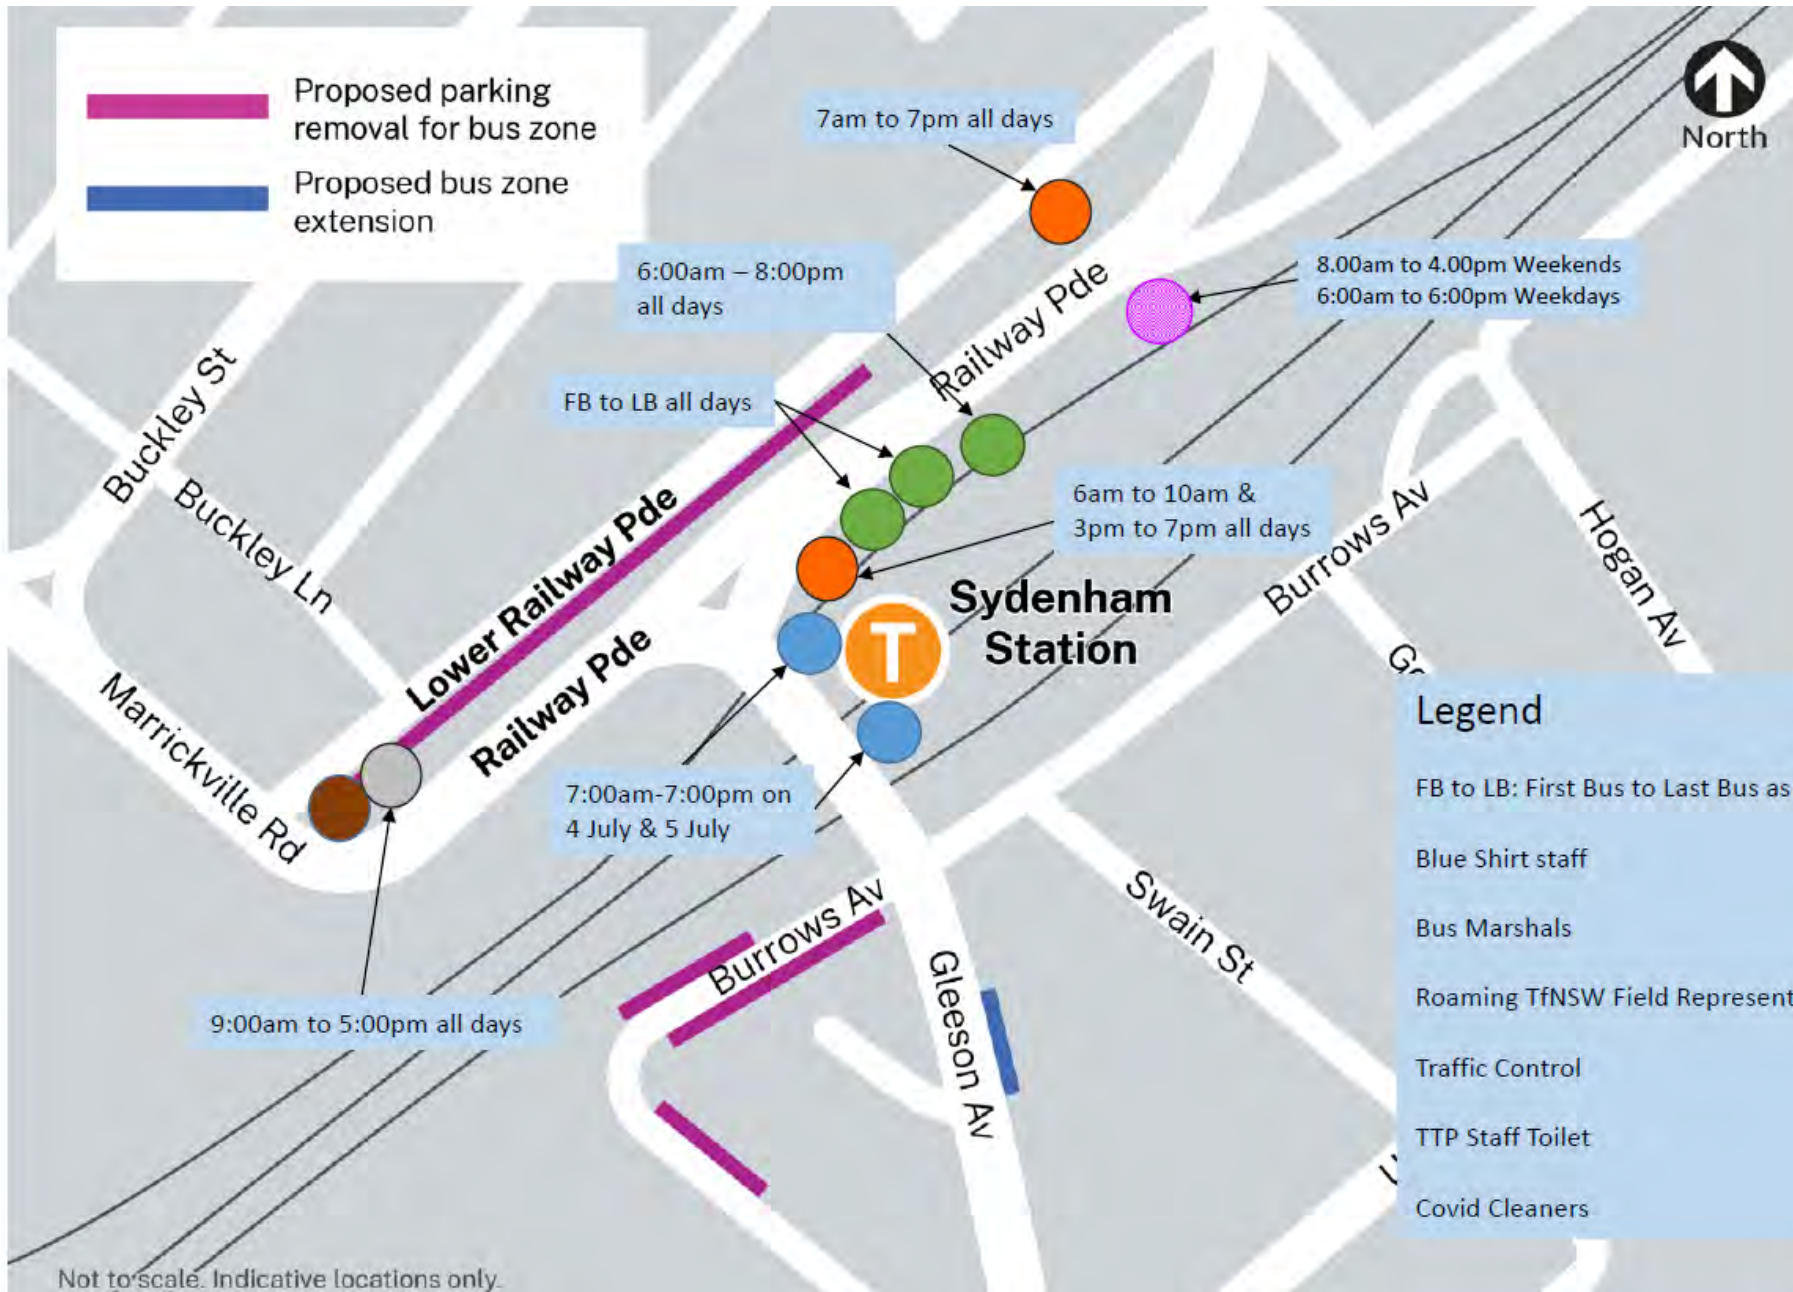 Proposed parking
removal for bus zone
Proposed bus zone
extension
7am to 7pm all days
North
6:00am – 8:00pm
all days
8.00am to 4.00pm Weekends
6:00am to 6:00pm Weekdays
Railway Pde
FB to LB all days
Buckley St
Buckley Ln
Lower Railway Pde
Railway Pde
6am to 10am &
3pm to 7pm all days
T
Sydenham
Station
Burrows Av
Hogan Av
Marrickville Rd
7:00am-7:00pm on
4 July & 5 July
9:00am to 5:00pm all days
Burrows Av
Gleeson Av
Swain St
Legend
FB to LB: First Bus to Last Bus as
Blue Shirt staff
Bus Marshals
Roaming TfNSW Field Represent
Traffic Control
TTP Staff Toilet
Covid Cleaners
Not to scale. Indicative locations only.